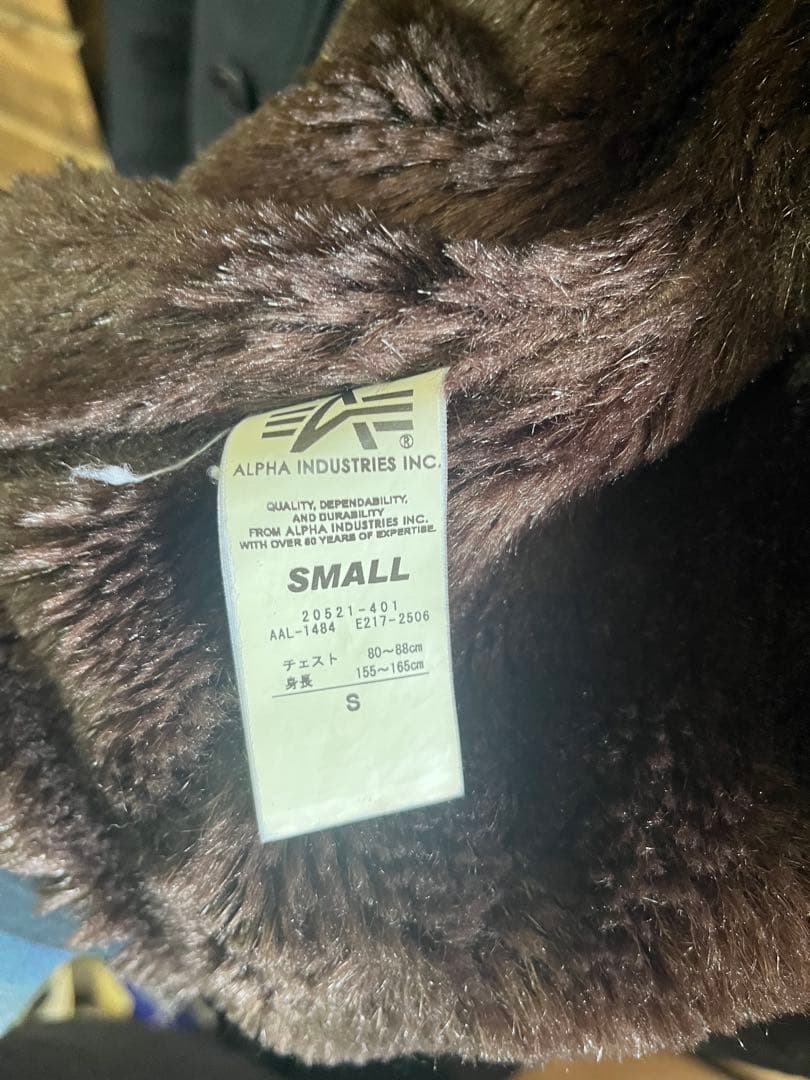 ®
ALPHA INDUSTRIES INC.
QUALITY, DEPENDABILITY,
AND DURABILITY
FROM ALPHA INDUSTRIES INC.
WITH OVER 60 YEARS OF EXPERTISE.
SMALL
20521-401
AAL-1484 E217-2506
チェスト 80～88cm
身長 155～165cm
S